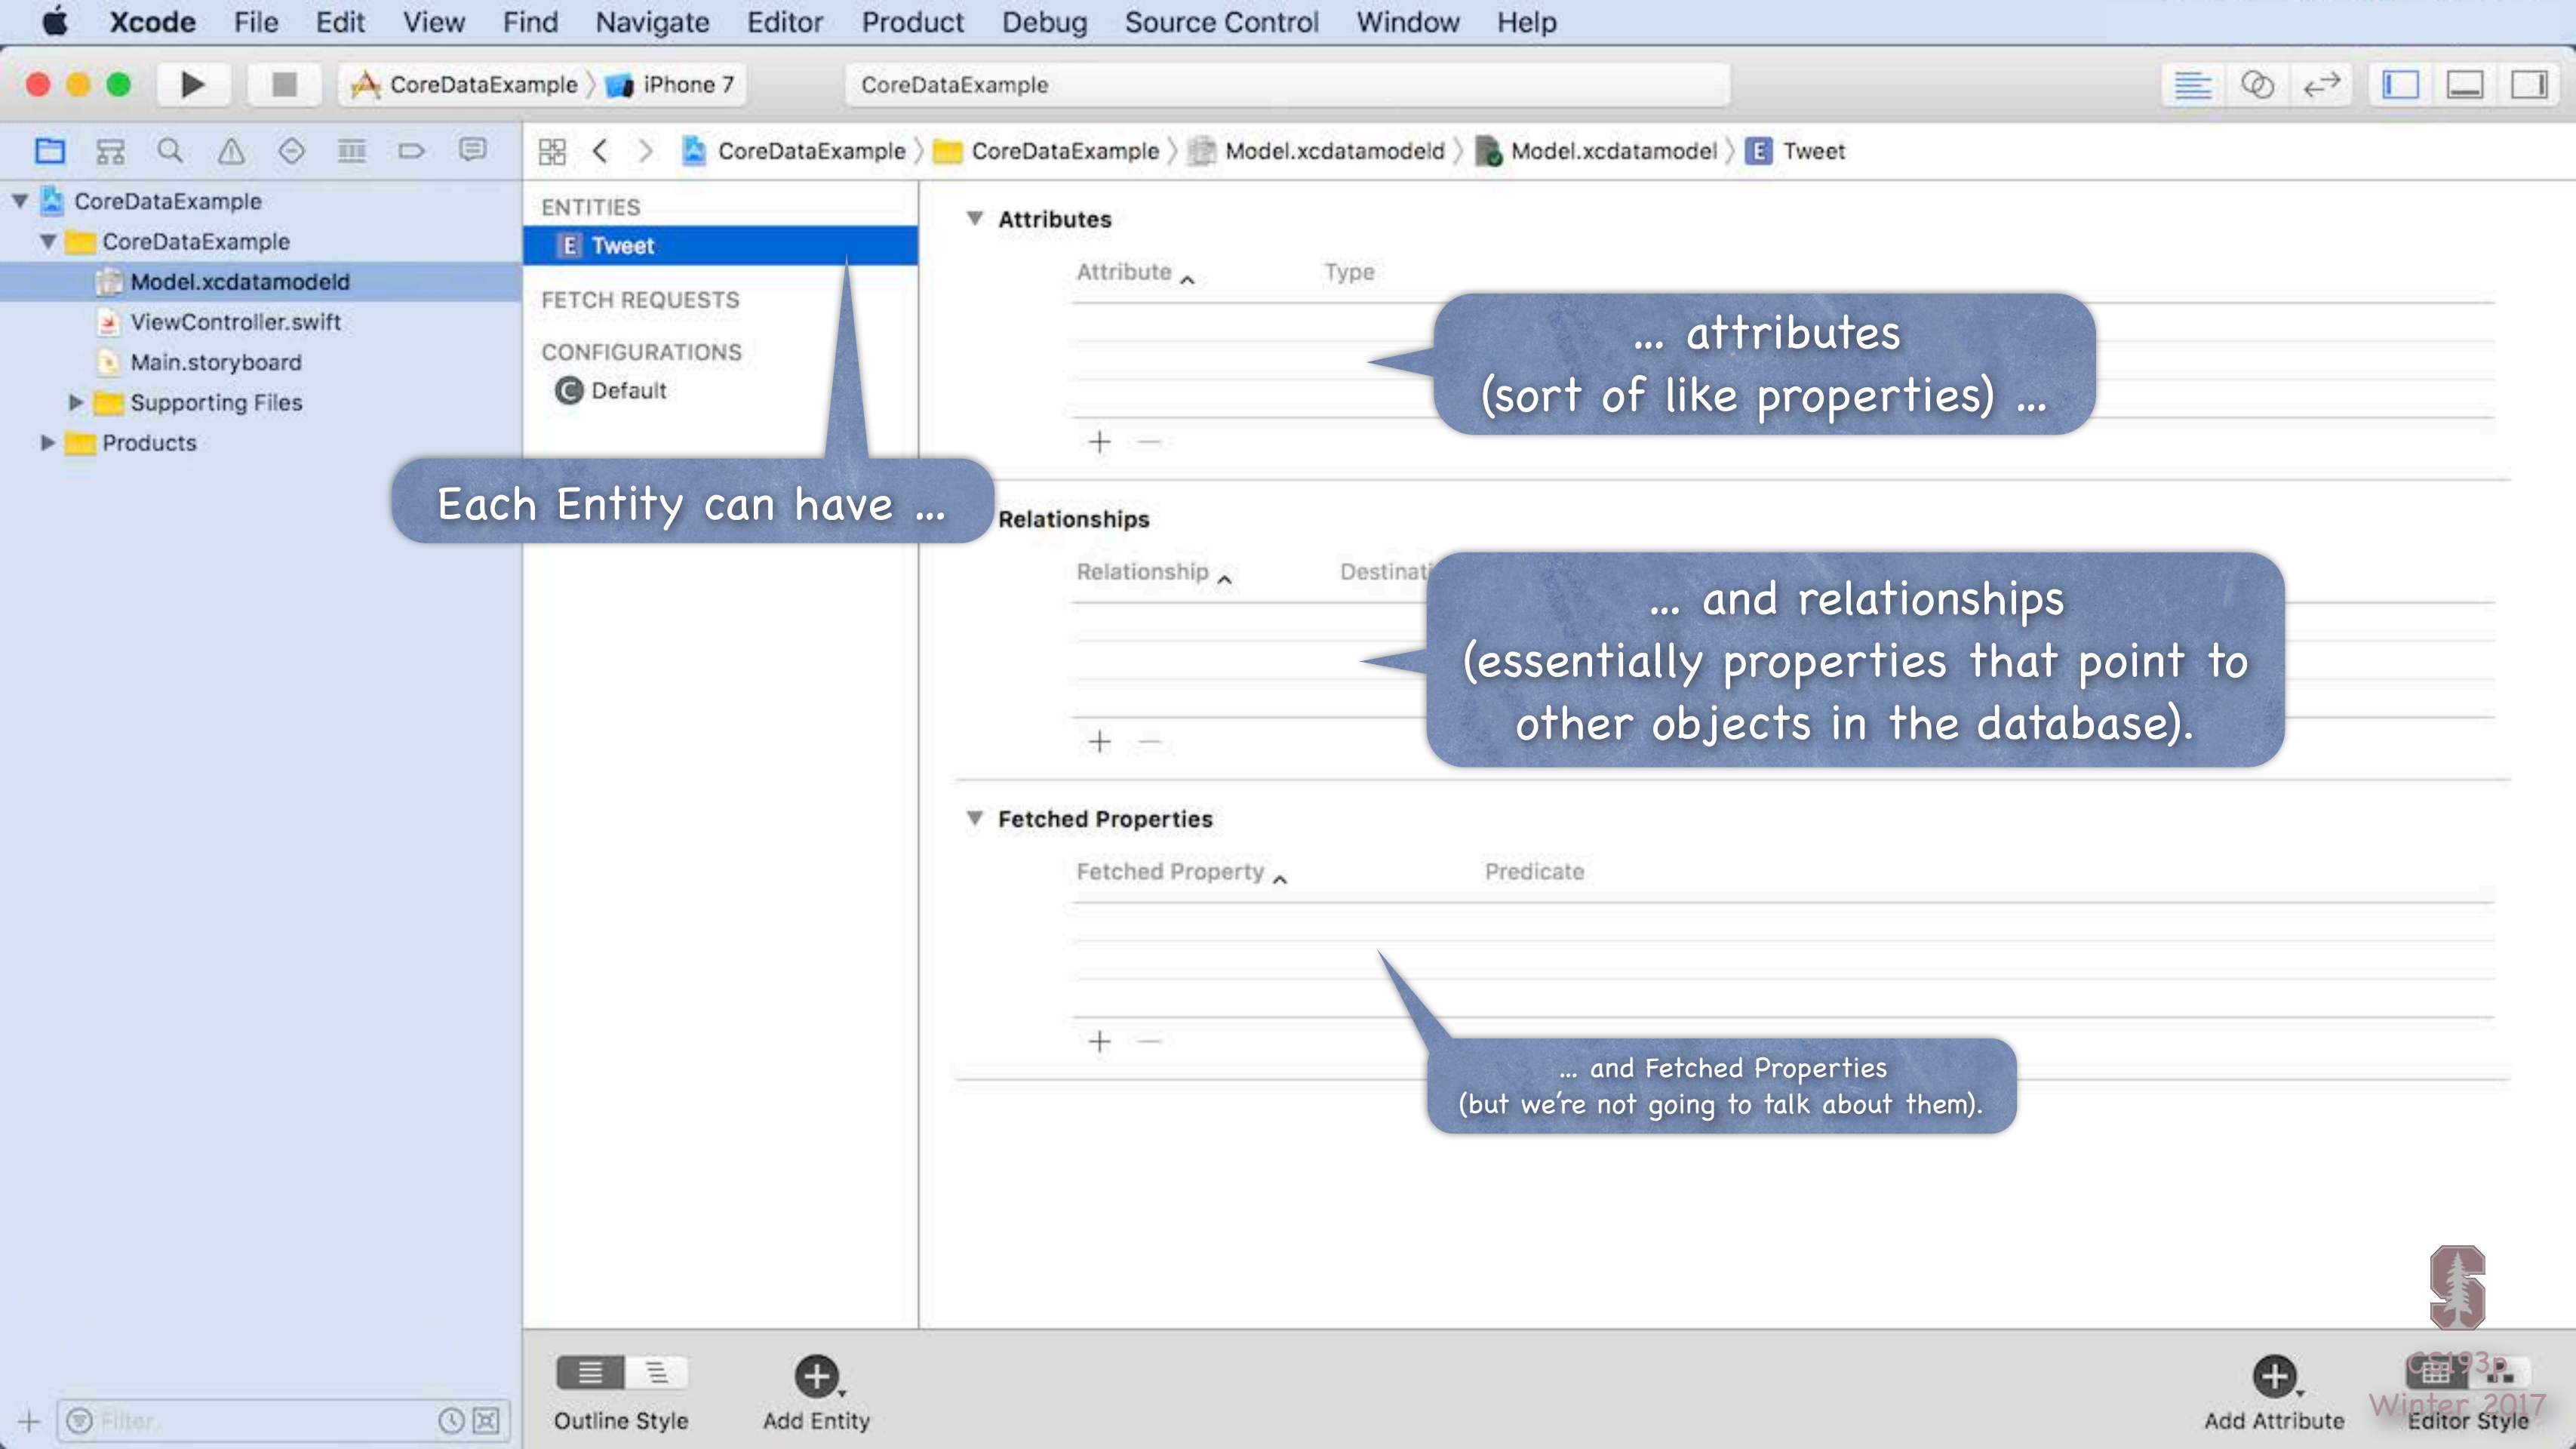 Xcode File Edit View Find Navigate Editor Product Debug Source Control Window Help
CoreDataExample iPhone 7
CoreDataExample
CoreDataExample CoreDataExample Model.xcdatamodeld Model.xcdatamodel E Tweet
CoreDataExample
CoreDataExample
Model.xcdatamodeld
ViewController.swift
Main.storyboard
Supporting Files
Products
ENTITIES
E Tweet
FETCH REQUESTS
CONFIGURATIONS
C Default
Each Entity can have ...
Attributes
Attribute Type
... attributes
(sort of like properties) ...
+ −
Relationships
Relationship Destinati
... and relationships
(essentially properties that point to
other objects in the database).
+ −
Fetched Properties
Fetched Property Predicate
+ −
... and Fetched Properties
(but we're not going to talk about them).
Filter
Outline Style
Add Entity
Add Attribute
Editor Style
S
CS193p
Winter 2017